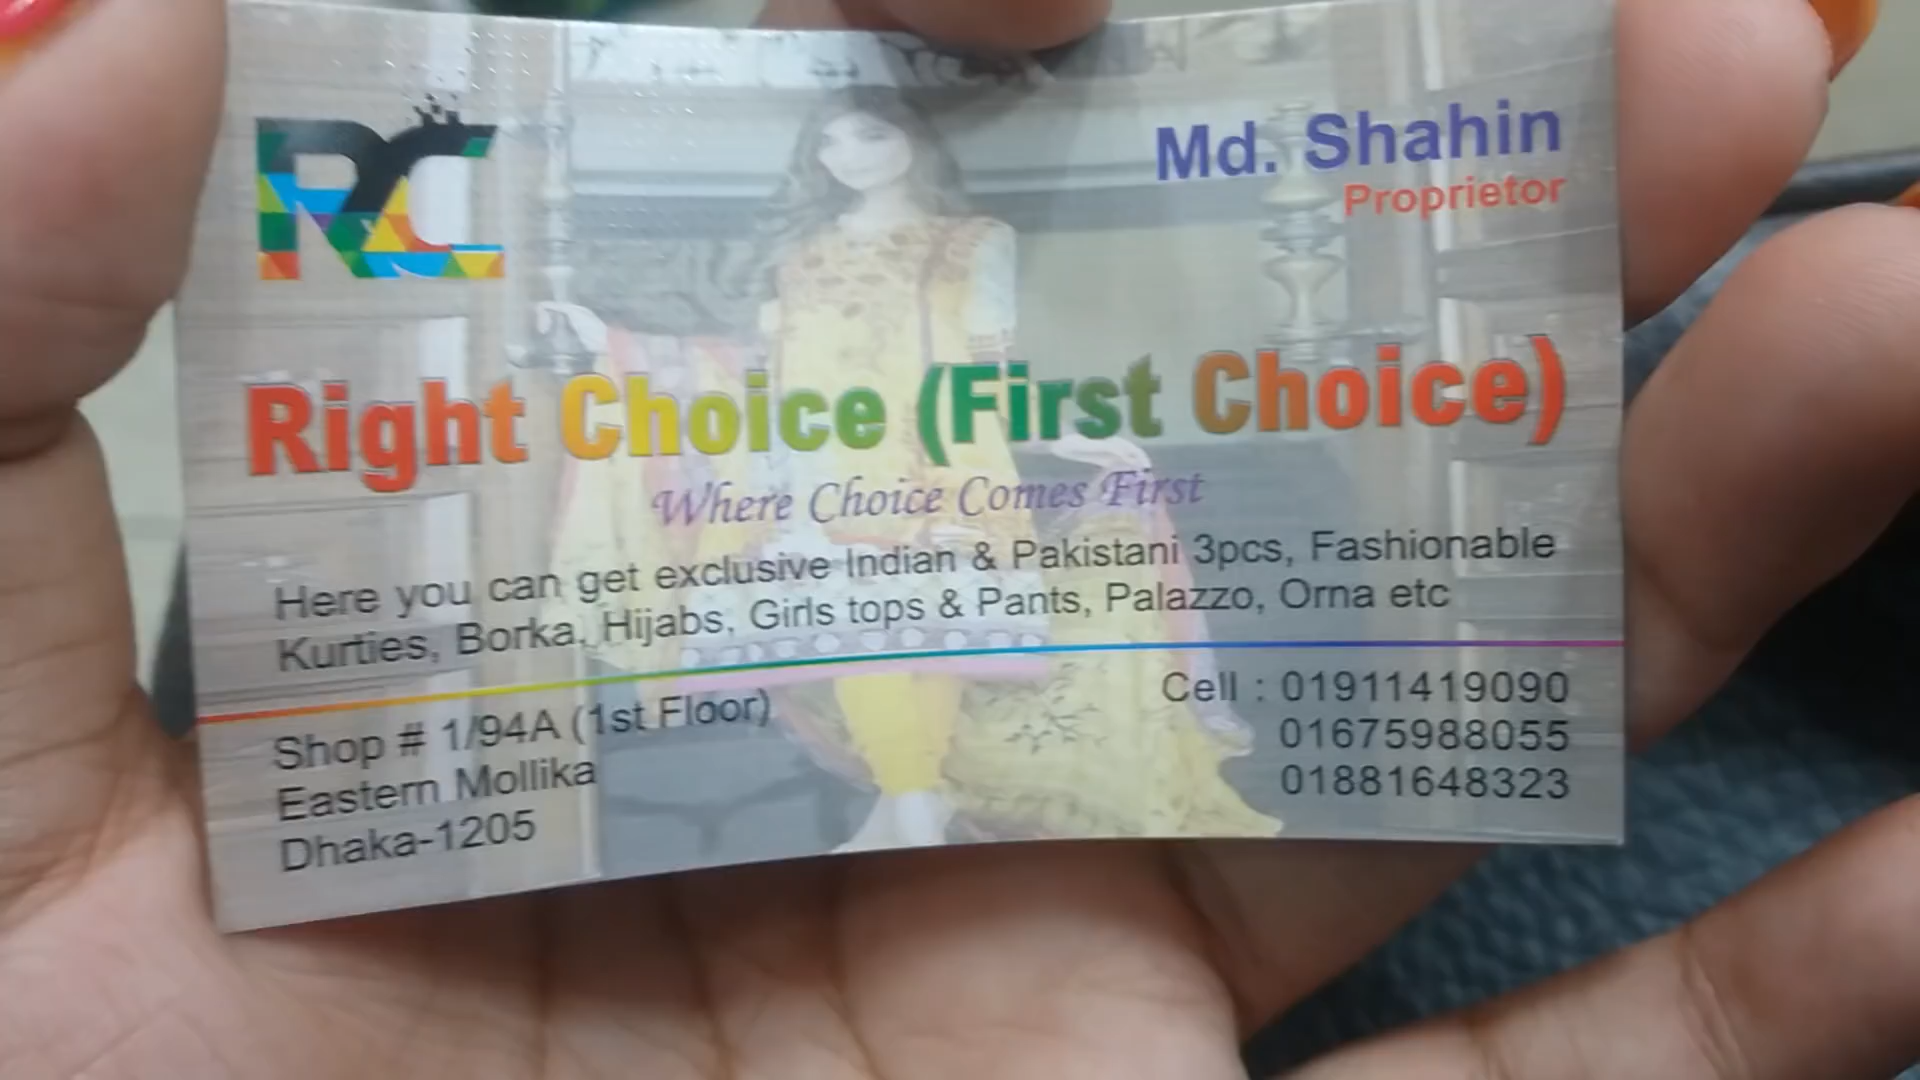 RC
Md. Shahin
Proprietor
Right Choice (First Choice)
Where Choice Comes First
Here you can get exclusive Indian & Pakistani 3pcs, Fashionable
Kurties, Borka, Hijabs, Girls tops & Pants, Palazzo, Orna etc
Shop # 1/94A (1st Floor)
Eastern Mollika
Dhaka-1205
Cell : 01911419090
01675988055
01881648323